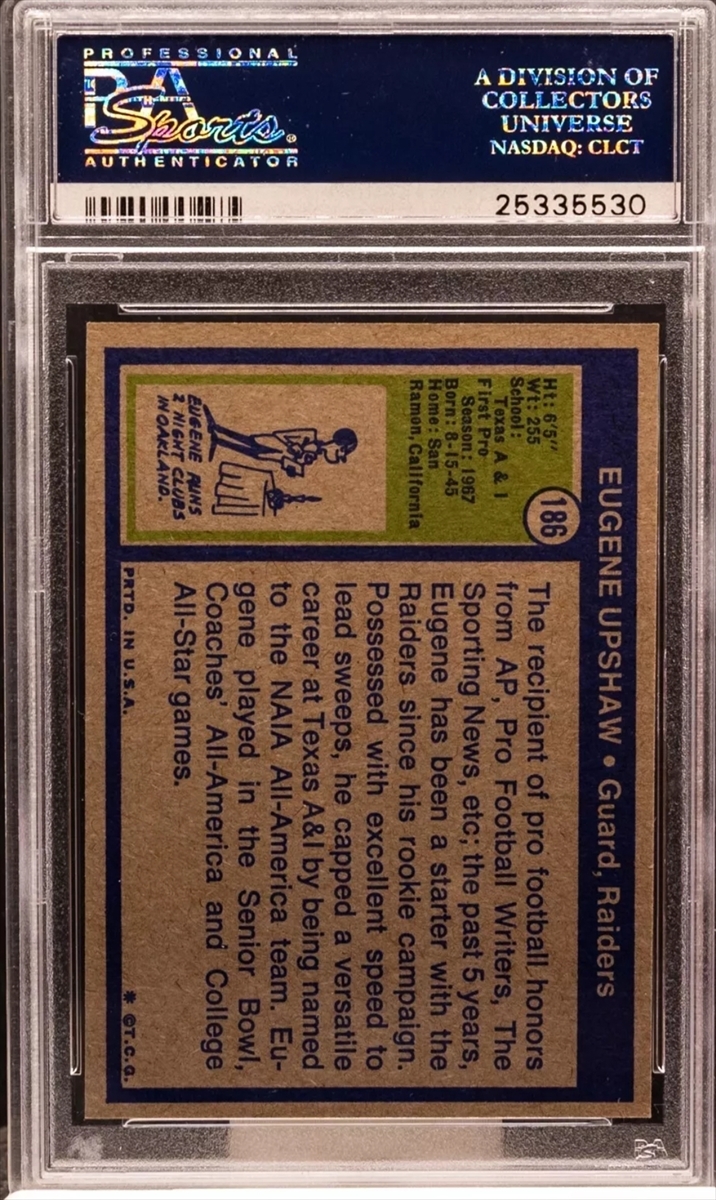 PROFESSIONAL
PSA
Sports®
AUTHENTICATOR
A DIVISION OF
COLLECTORS
UNIVERSE
NASDAQ: CLCT
25335530
EUGENE UPSHAW • Guard, Raiders
186
Ht: 6'5"
Wt: 255
School:
Texas A & I
First Pro
Season: 1967
Born: 8-15-45
Home: San
Ramon, California
EUGENE RUNS
2 NIGHT CLUBS
IN OAKLAND.
The recipient of pro football honors
from AP, Pro Football Writers, The
Sporting News, etc; the past 5 years,
Eugene has been a starter with the
Raiders since his rookie campaign.
Possessed with excellent speed to
lead sweeps, he capped a versatile
career at Texas A&I by being named
to the NAIA All-America team. Eu-
gene played in the Senior Bowl,
Coaches' All-America and College
All-Star games.
PRTD. IN U.S.A.
* ©T.C.G.